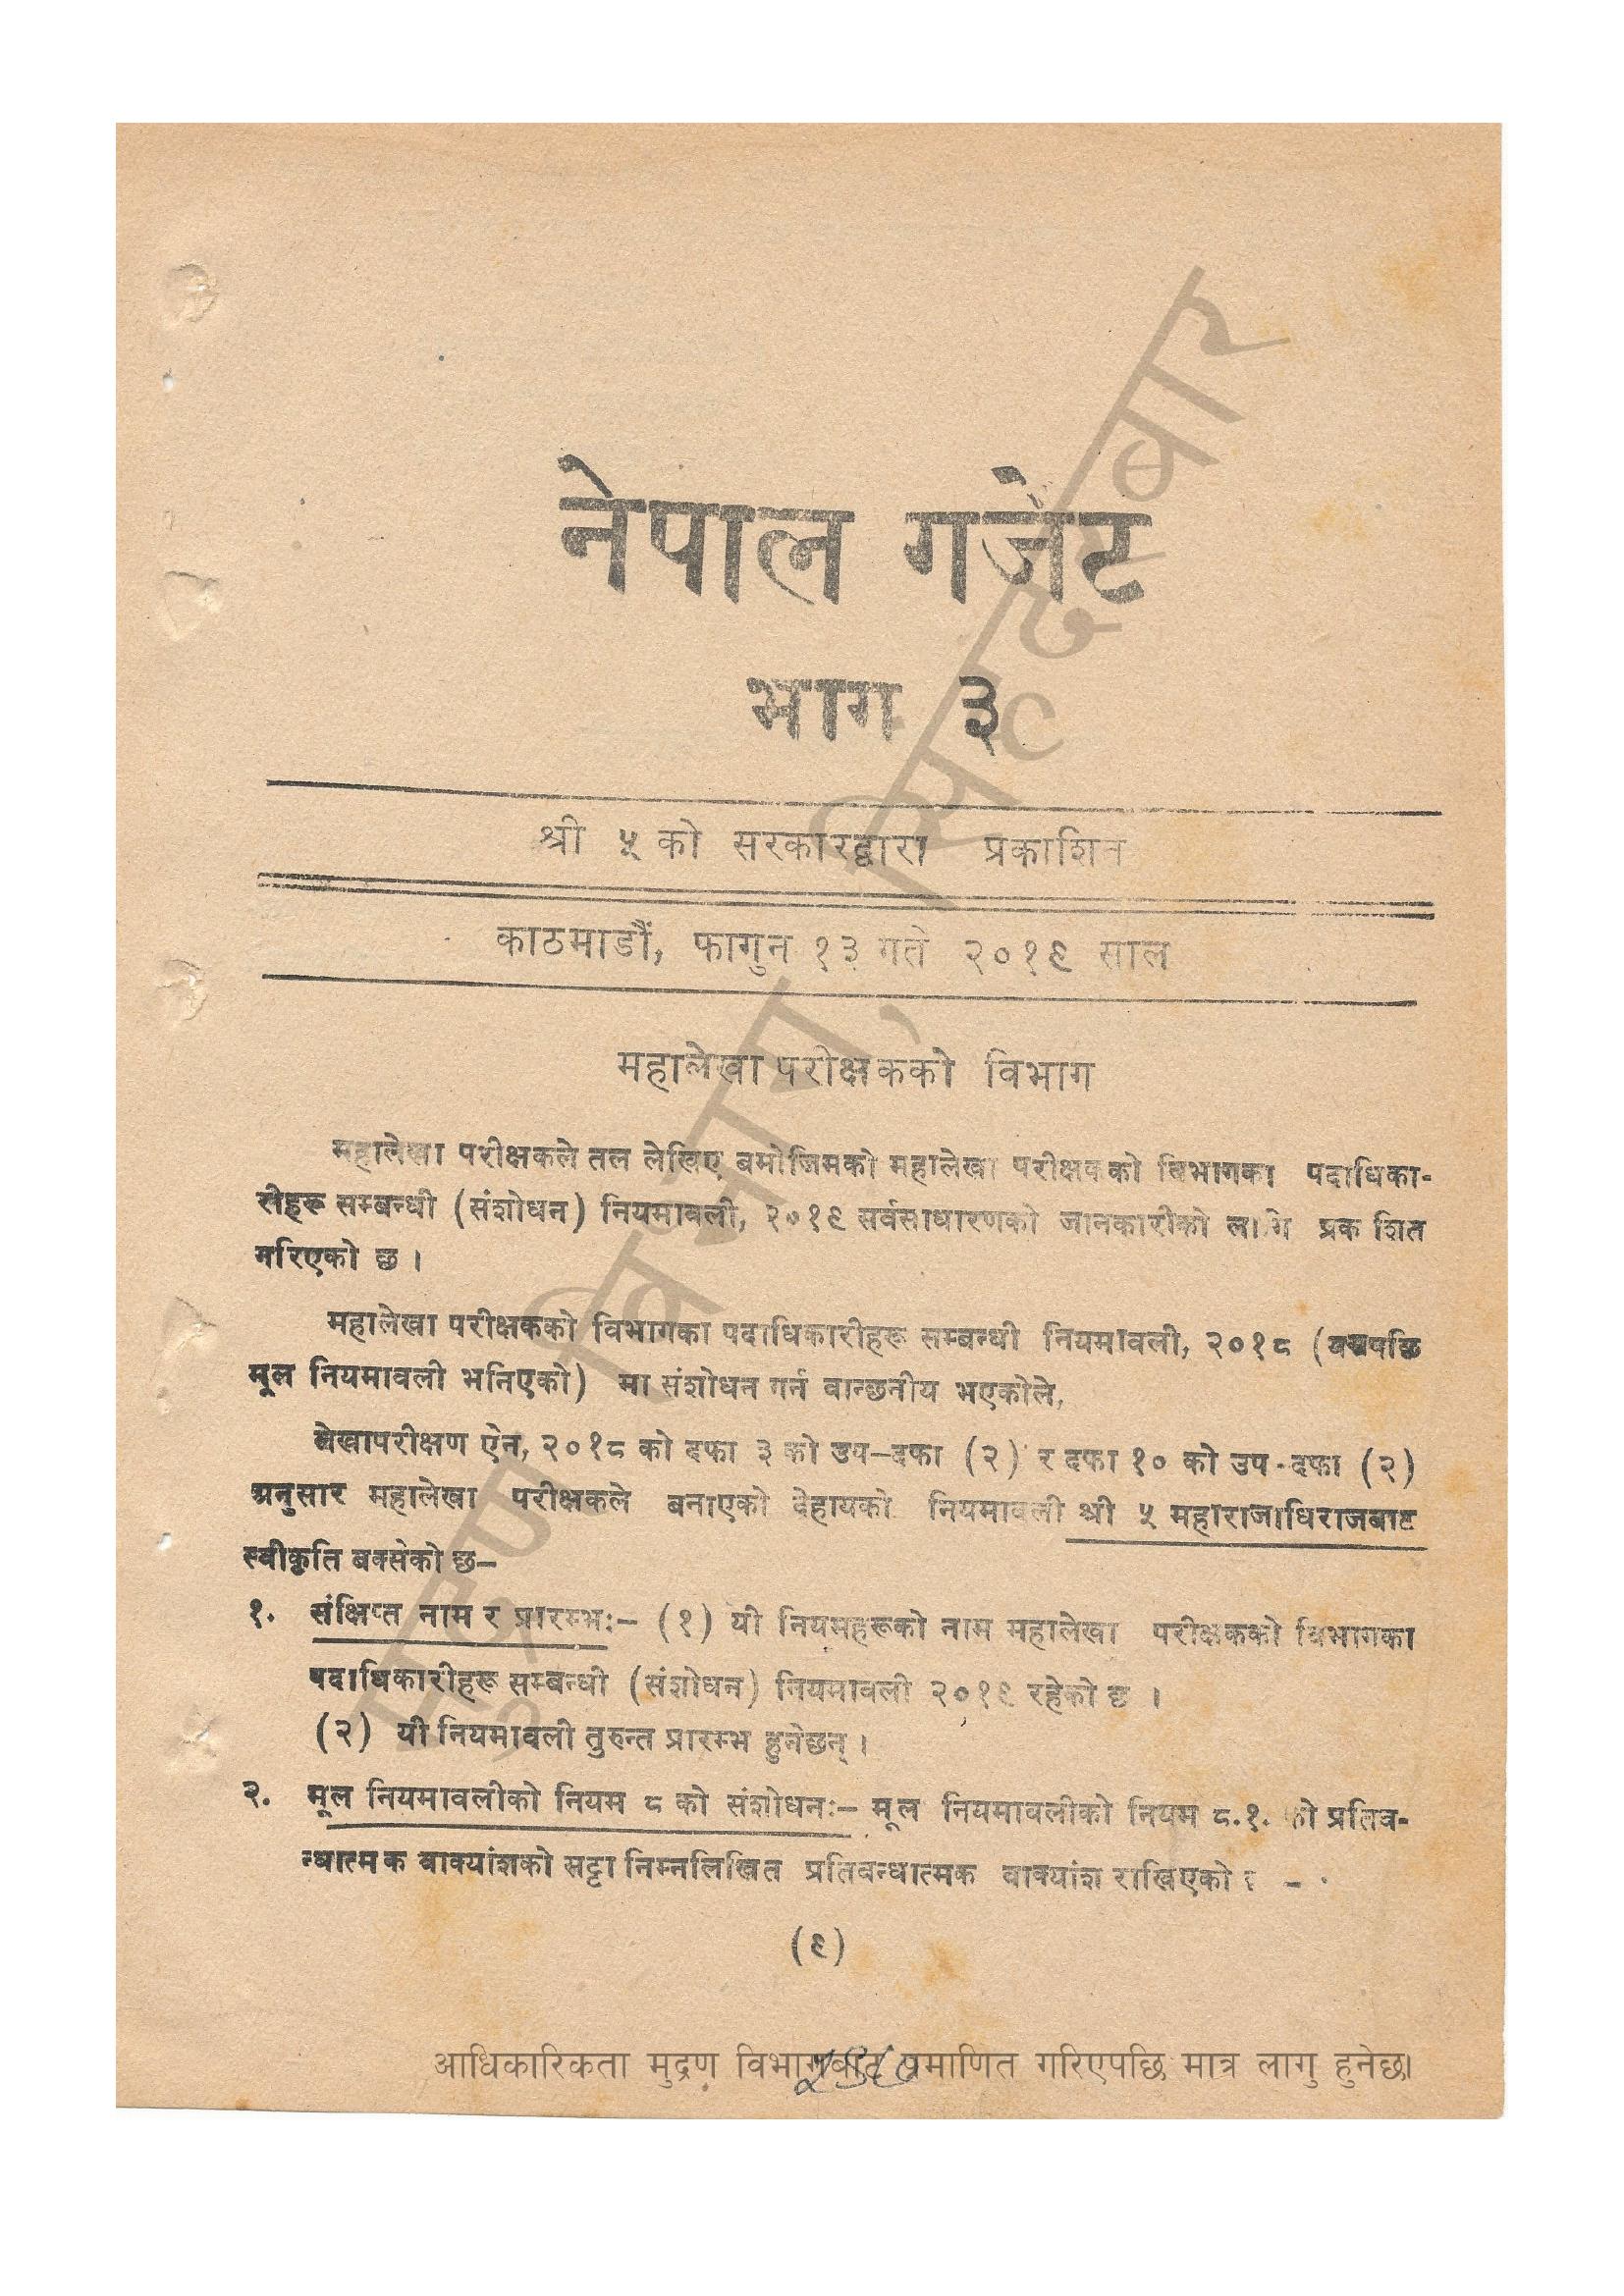 नेपाल गजेट
भाग ३
श्री ५ को सरकारद्वारा प्रकाशित
काठमाडौं, फागुन १३ गते २०१९ साल
महालेखा परीक्षकको विभाग
महालेखा परीक्षकले तल लेखिए बमोजिमको महालेखा परीक्षकको विभागका पदाधिका-
रीहरू सम्बन्धी (संशोधन) नियमावली, २०१९ सर्वसाधारणको जानकारीको लागि प्रकाशित
गरिएको छ ।
महालेखा परीक्षकको विभागका पदाधिकारीहरू सम्बन्धी नियमावली, २०१८ (यसपछि
मूल नियमावली भनिएको) मा संशोधन गर्न वान्छनीय भएकोले,
लेखापरीक्षण ऐन, २०१८ को दफा ३ को उप–दफा (२) र दफा १० को उप-दफा (२)
अनुसार महालेखा परीक्षकले बनाएको देहायको नियमावली श्री ५ महाराजाधिराजबाट
स्वीकृति बक्सेको छ–
१. संक्षिप्त नाम र प्रारम्भः– (१) यी नियमहरूको नाम महालेखा परीक्षकको विभागका
पदाधिकारीहरू सम्बन्धी (संशोधन) नियमावली २०१९ रहेको छ ।
(२) यी नियमावली तुरुन्त प्रारम्भ हुनेछन् ।
२. मूल नियमावलीको नियम ८ को संशोधनः– मूल नियमावलीको नियम ८.१. को प्रतिब-
न्धात्मक वाक्यांशको सट्टा निम्नलिखित प्रतिबन्धात्मक वाक्यांश राखिएको छ –
(९)
आधिकारिकता मुद्रण विभागबाट प्रमाणित गरिएपछि मात्र लागु हुनेछ।
मुद्रण विभाग, सिंहदरबार